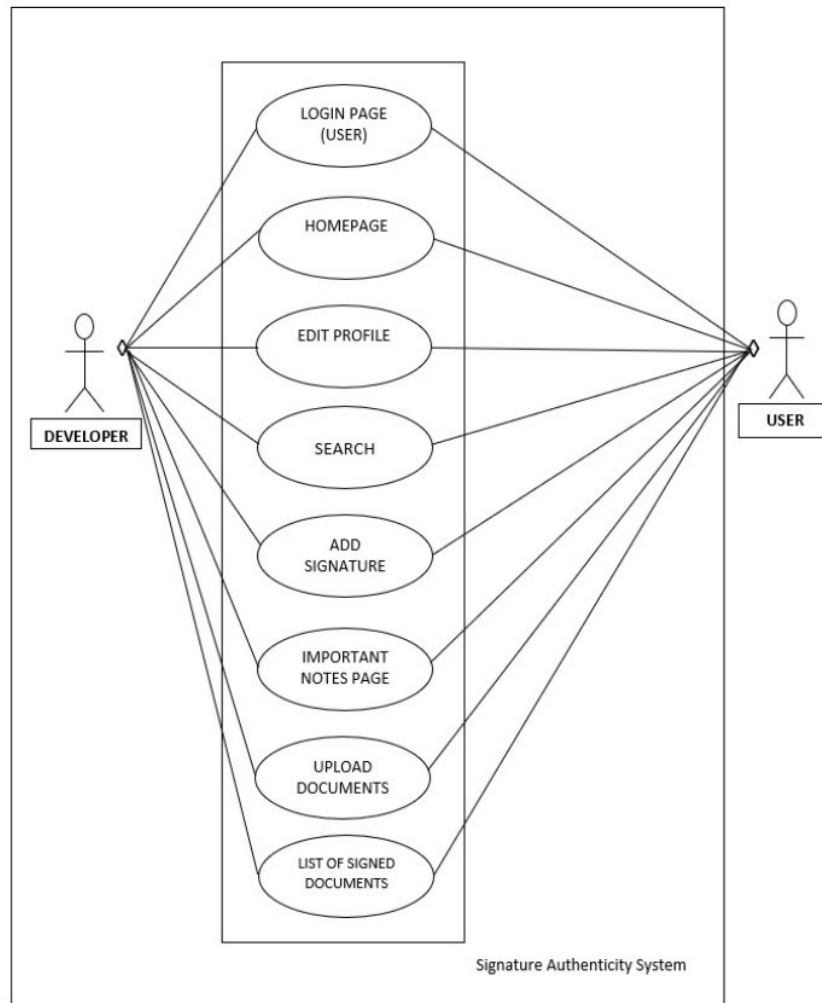 LOGIN PAGE
(USER)
HOMEPAGE
EDIT PROFILE
DEVELOPER
USER
SEARCH
ADD
SIGNATURE
IMPORTANT
NOTES PAGE
UPLOAD
DOCUMENTS
LIST OF SIGNED
DOCUMENTS
Signature Authenticity System